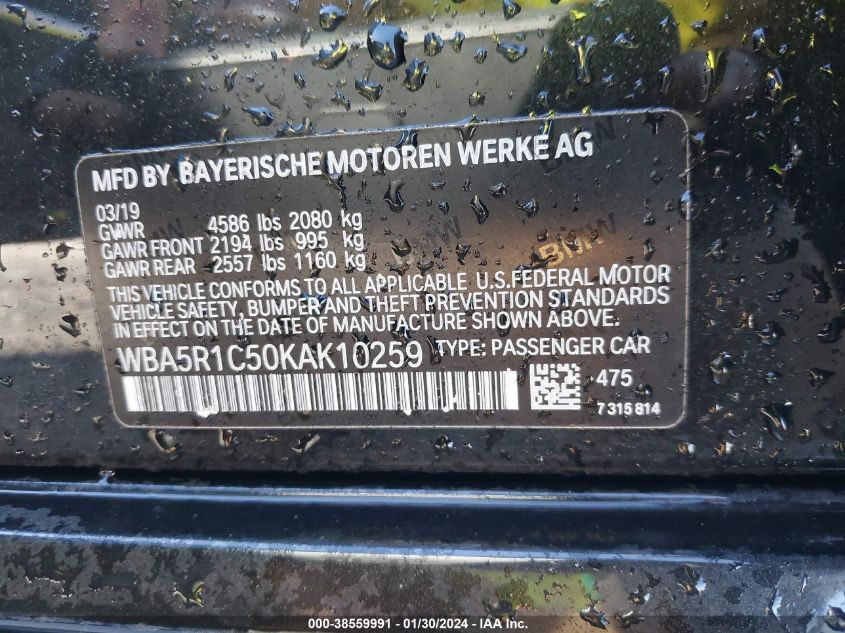 MFD BY BAYERISCHE MOTOREN WERKE AG
03/19
GVWR 4586 lbs 2080 kg
GAWR FRONT 2194 lbs 995 kg
GAWR REAR 2557 lbs 1160 kg
THIS VEHICLE CONFORMS TO ALL APPLICABLE U.S.FEDERAL MOTOR
VEHICLE SAFETY, BUMPER AND THEFT PREVENTION STANDARDS
IN EFFECT ON THE DATE OF MANUFACTURE SHOWN ABOVE.
WBA5R1C50KAK10259 TYPE: PASSENGER CAR
475
7 315 814
BMW
000-38559991 - 01/30/2024 - IAA Inc.